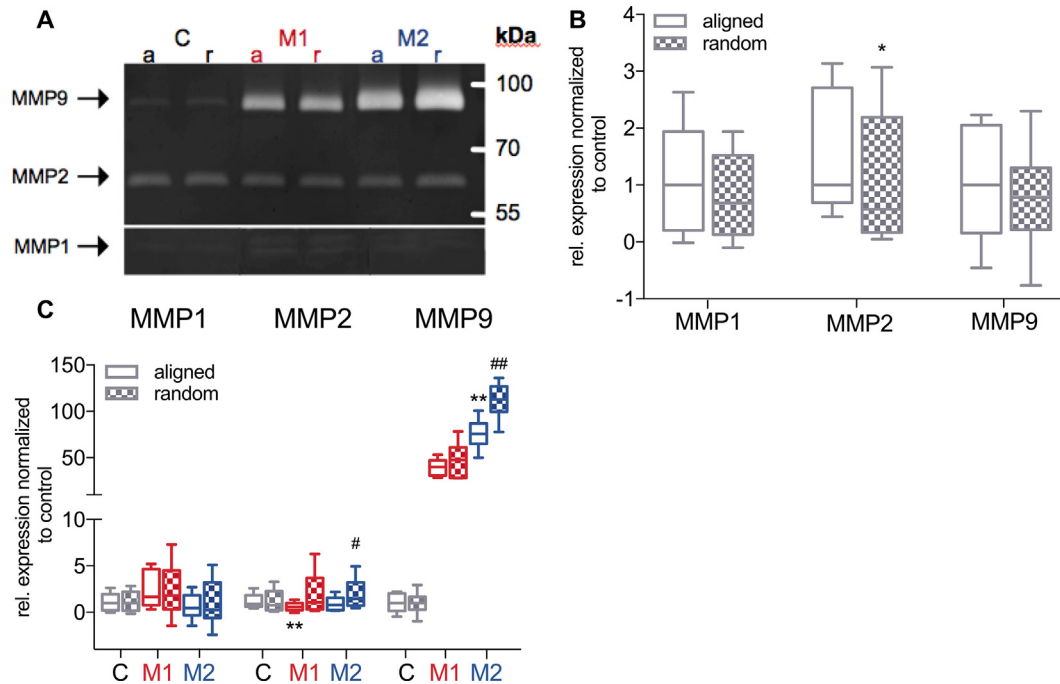 A
C M1 M2 kDa
a r a r a r
MMP9 100
70
MMP2
55
MMP1
B
aligned
random
rel. expression normalized
to control
4
3
2
1
0
-1
*
MMP1 MMP2 MMP9
C
MMP1 MMP2 MMP9
aligned
random
rel. expression normalized
to control
150
100
50
10
5
0
**
#
**
##
C M1 M2 C M1 M2 C M1 M2